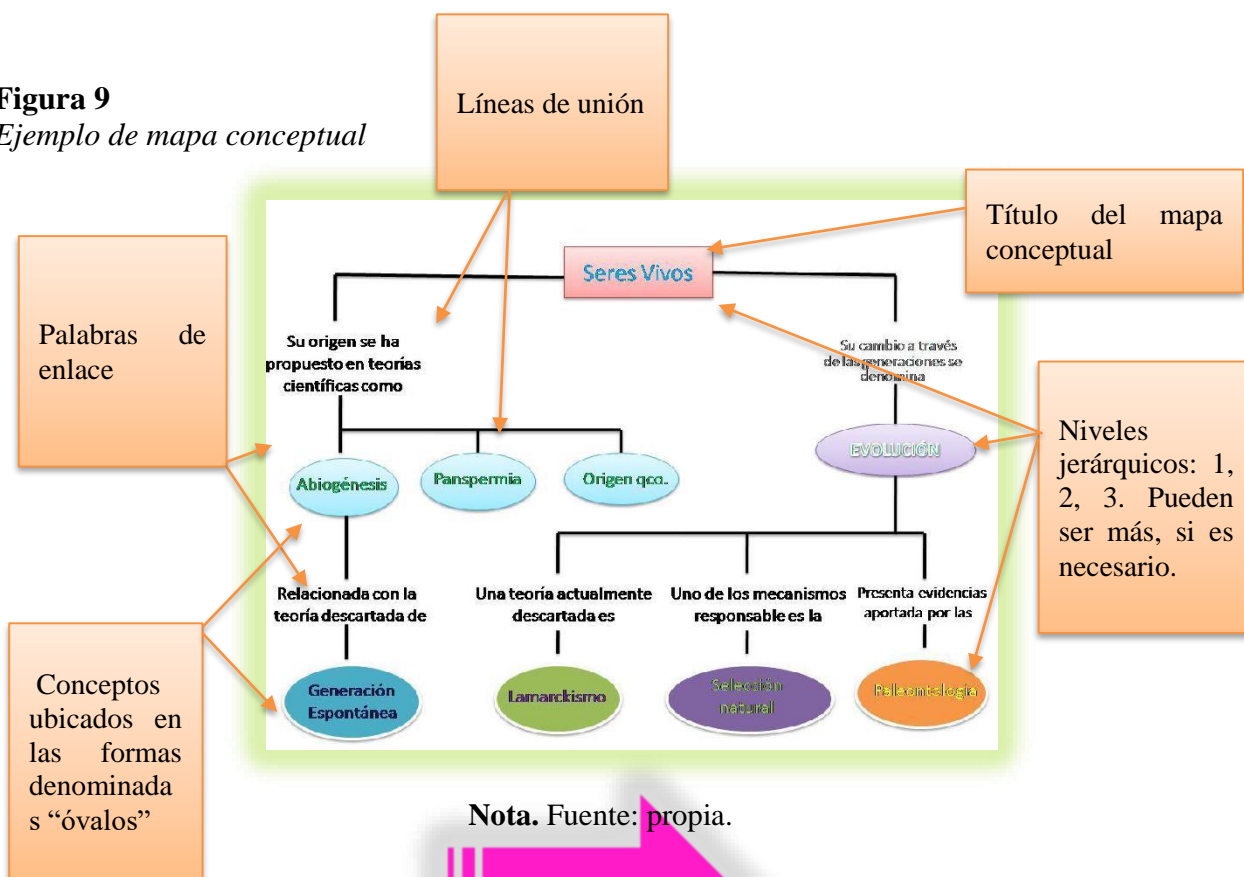 Figura 9
Ejemplo de mapa conceptual
Líneas de unión
Título del mapa
conceptual
Palabras de
enlace
Seres Vivos
Su origen se ha
propuesto en teorías
científicas como
Su cambio a través
de las generaciones se
denomina
Niveles
jerárquicos: 1,
2, 3. Pueden
ser más, si es
necesario.
EVOLUCIÓN
Abiogénesis
Panspermia
Origen qco.
Relacionada con la
teoría descartada de
Una teoría actualmente
descartada es
Uno de los mecanismos
responsable es la
Presenta evidencias
aportada por las
Conceptos
ubicados en
las formas
denominada
s “óvalos”
Generación
Espontánea
Lamarckismo
Selección
natural
Paleontología
Nota. Fuente: propia.